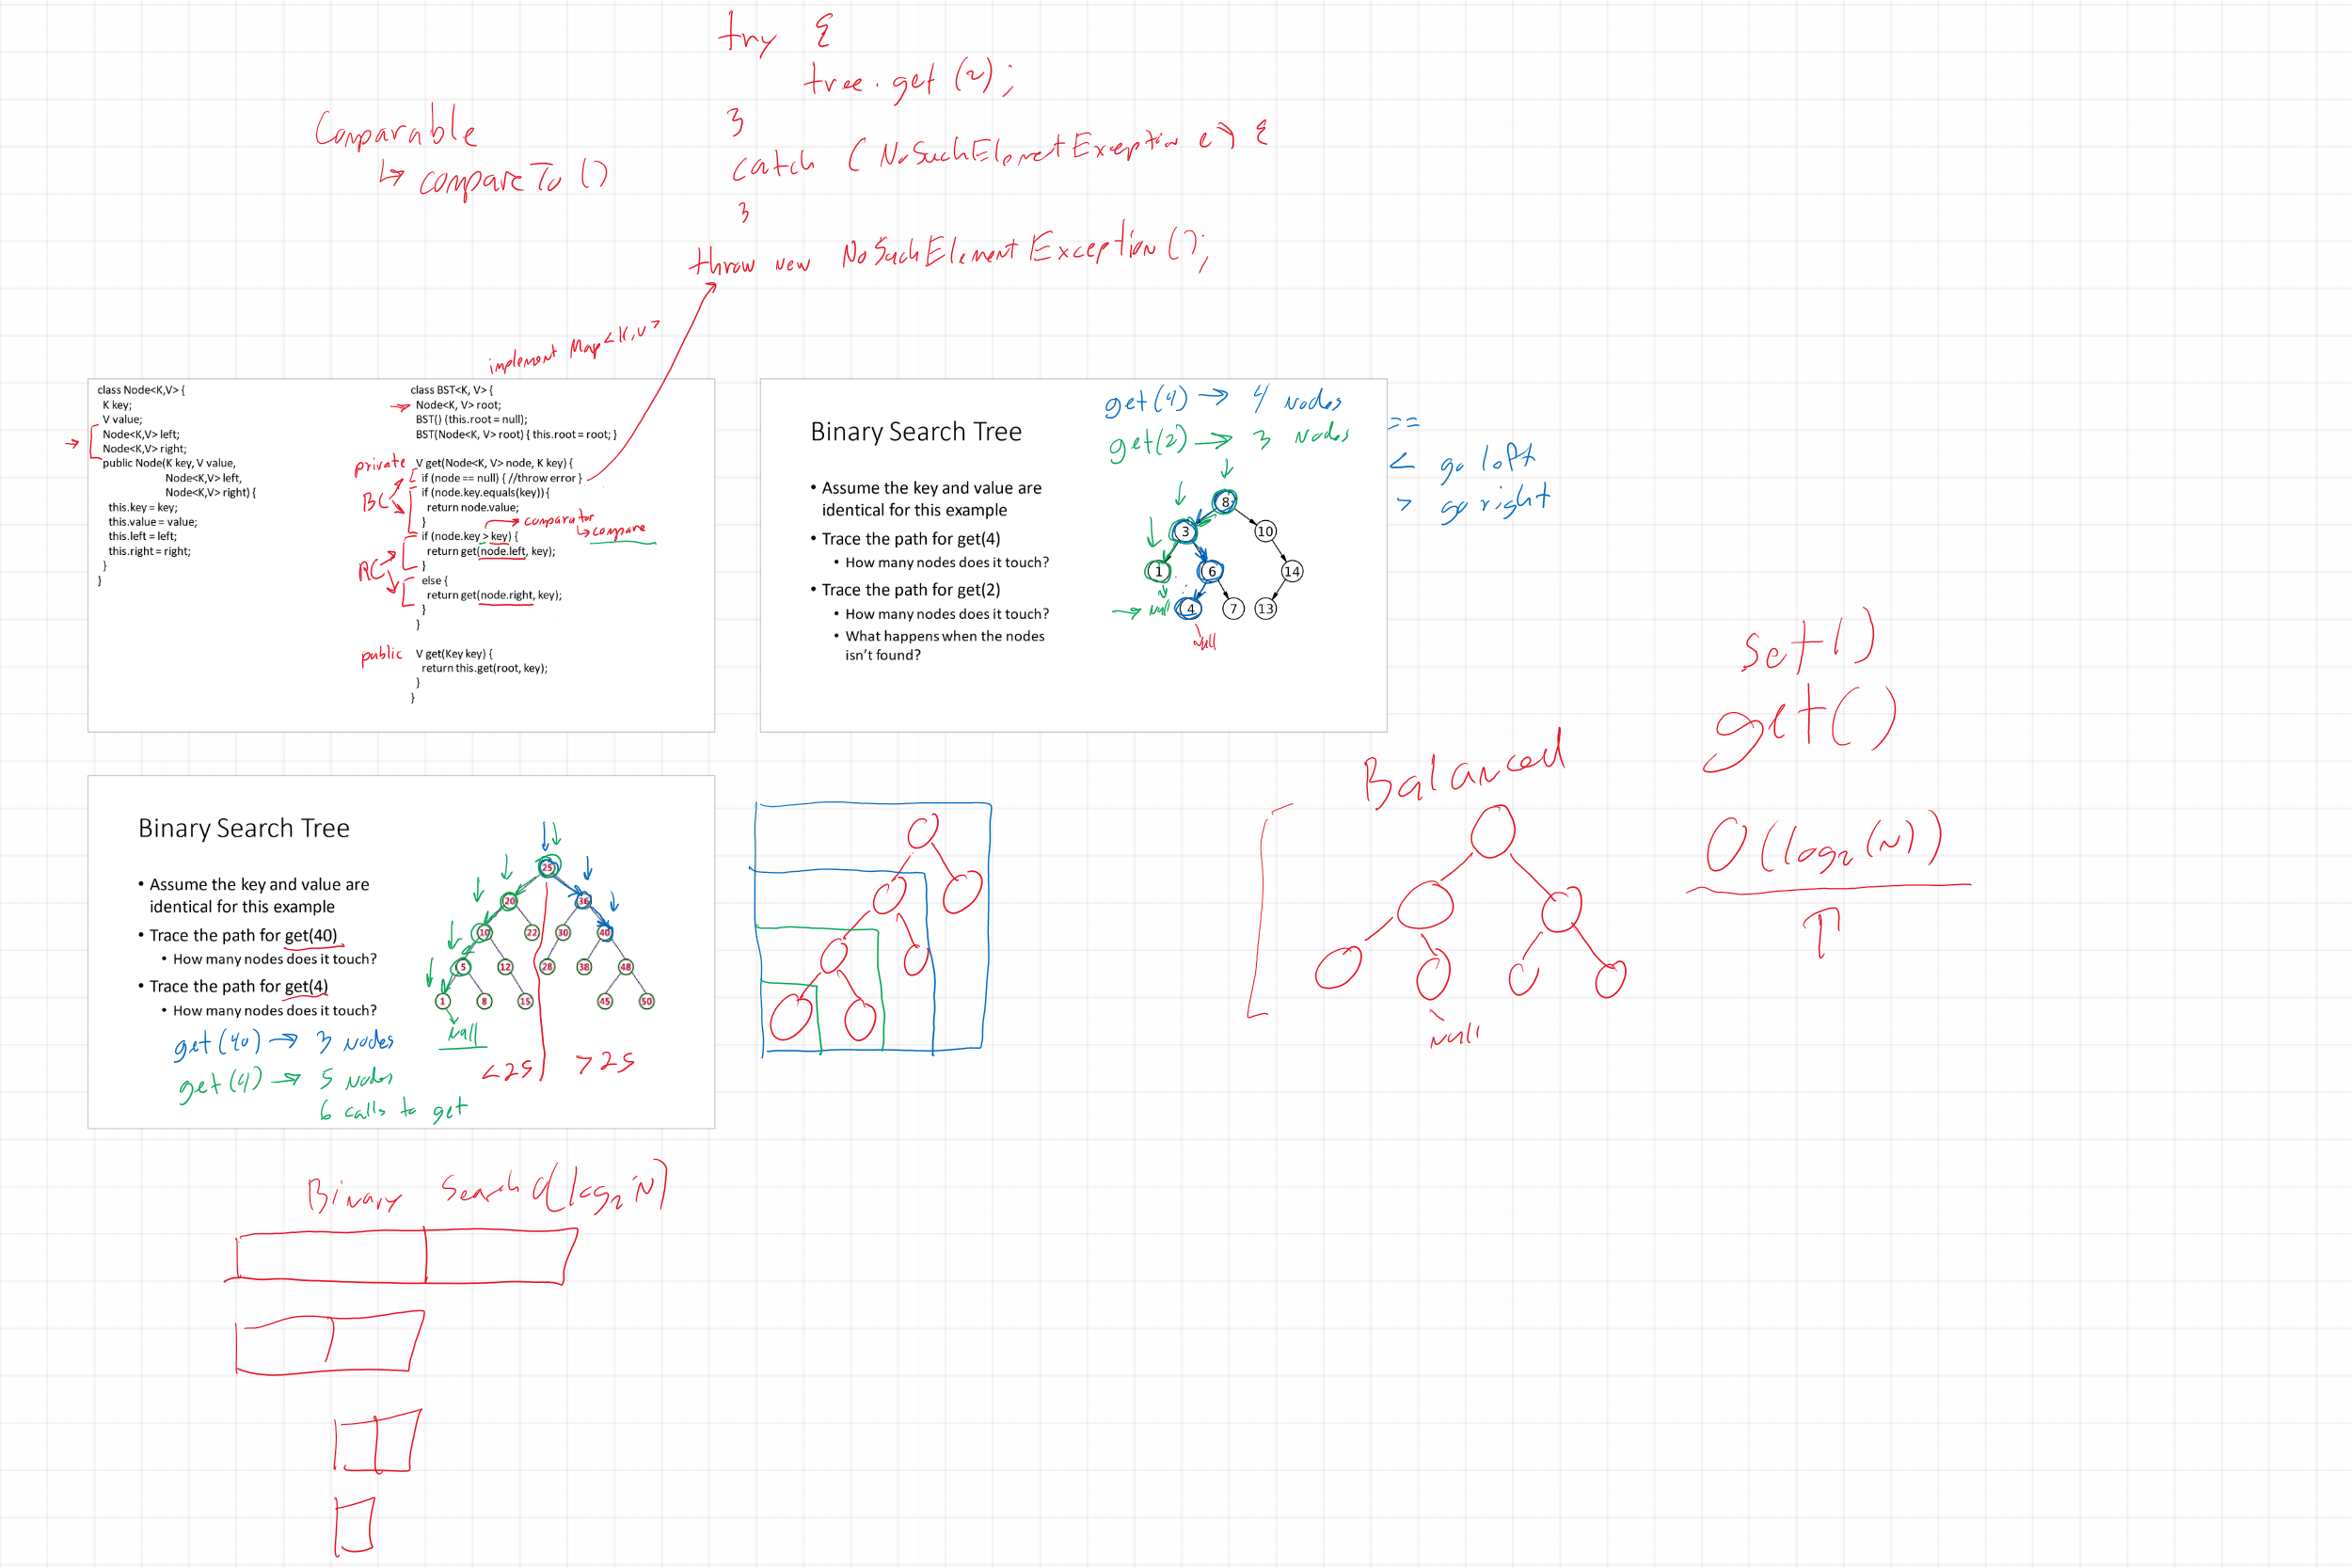 try {
tree.get(2);
}
catch (NoSuchElementException e) {
}
throw new NoSuchElementException();
Comparable
↳ compareTo()
implement Map<K,V>
class Node<K,V> {
K key;
V value;
Node<K,V> left;
Node<K,V> right;
public Node(K key, V value,
Node<K,V> left,
Node<K,V> right) {
this.key = key;
this.value = value;
this.left = left;
this.right = right;
}
}
class BST<K, V> {
Node<K, V> root;
BST() {this.root = null};
BST(Node<K, V> root) { this.root = root; }
private V get(Node<K, V> node, K key) {
BC
if (node == null) { //throw error }
if (node.key.equals(key)) {
return node.value;
}
→ comparator
↳ compare
if (node.key > key) {
RC
return get(node.left, key);
}
else {
return get(node.right, key);
}
}
public V get(Key key) {
return this.get(root, key);
}
}
get(4) → 4 Nodes
get(2) → 3 Nodes
==
< go left
> go right
Binary Search Tree
• Assume the key and value are
identical for this example
• Trace the path for get(4)
• How many nodes does it touch?
• Trace the path for get(2)
• How many nodes does it touch?
• What happens when the nodes
isn't found?
8
3 10
1 6 14
→ Null 4 7 13
Null
Binary Search Tree
• Assume the key and value are
identical for this example
• Trace the path for get(40)
• How many nodes does it touch?
• Trace the path for get(4)
• How many nodes does it touch?
get(40) → 3 Nodes
get(4) → 5 Nodes
6 calls to get
25
20 36
10 22 30 40
5 12 28 38 48
1 8 15 45 50
Null
<25 >25
Balanced
Null
set()
get()
O(log2(N))
Binary Search O(log2 N)